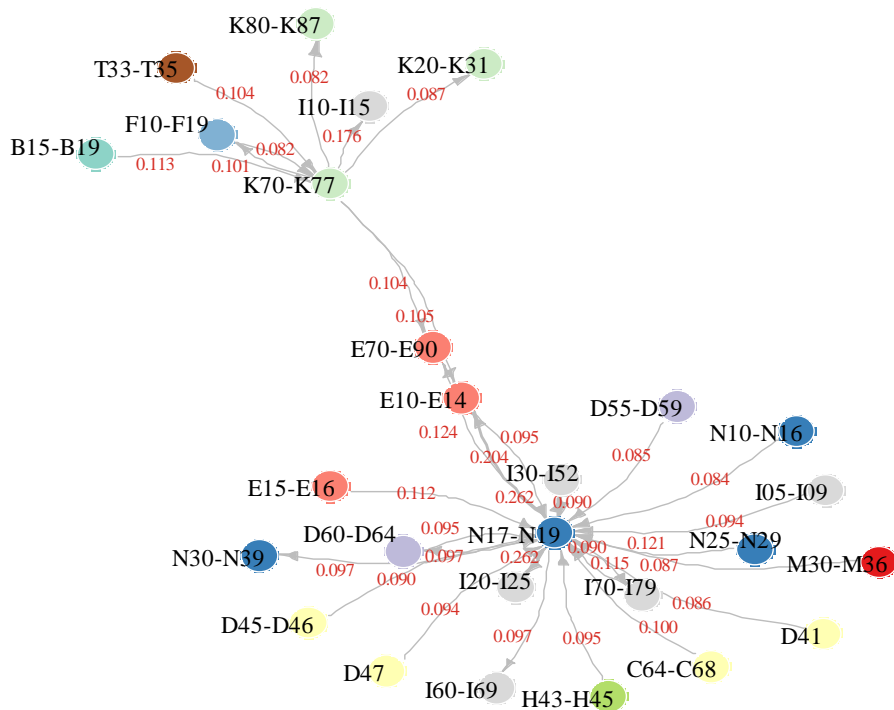 K80-K87
T33-T35
K20-K31
0.082
0.087
0.104
I10-I15
F10-F19
0.176
B15-B19
0.082
0.113
0.101
K70-K77
0.104
0.105
E70-E90
E10-E14
D55-D59
0.124
0.095
N10-N16
0.204
0.085
I30-I52
0.084
E15-E16
0.112
0.262
0.090
I05-I09
0.094
D60-D64
0.095
N17-N19
0.090
0.121
N25-N29
N30-N39
0.097
0.262
0.115
0.087
M30-M36
0.097
0.090
I20-I25
I70-I79
0.094
0.086
D45-D46
0.097
0.095
0.100
D41
D47
C64-C68
I60-I69
H43-H45